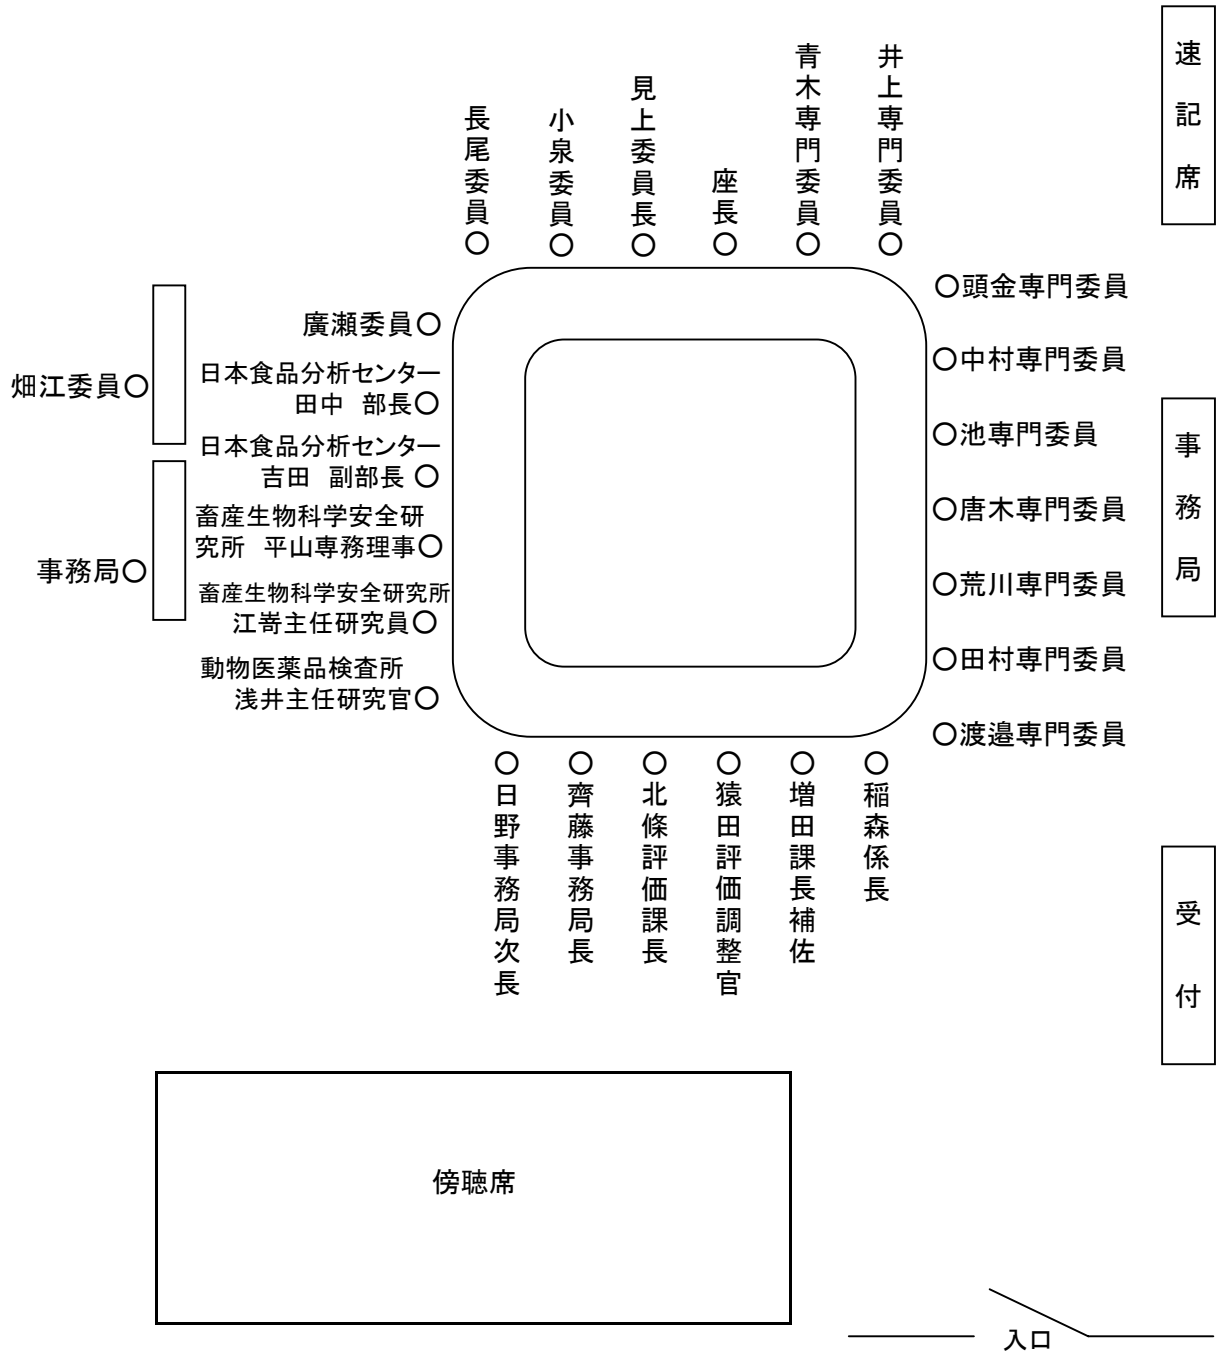 長尾委員
小泉委員
見上委員長
座長
青木専門委員
井上専門委員
速記席
頭金専門委員
中村専門委員
池専門委員
唐木専門委員
荒川専門委員
田村専門委員
渡邉専門委員
事務局
廣瀬委員
日本食品分析センター
田中 部長
日本食品分析センター
吉田 副部長
畜産生物科学安全研
究所 平山専務理事
畜産生物科学安全研究所
江嵜主任研究員
動物医薬品検査所
浅井主任研究官
畑江委員
事務局
日野事務局次長
齊藤事務局長
北條評価課長
猿田評価調整官
増田課長補佐
稲森係長
受付
傍聴席
入口